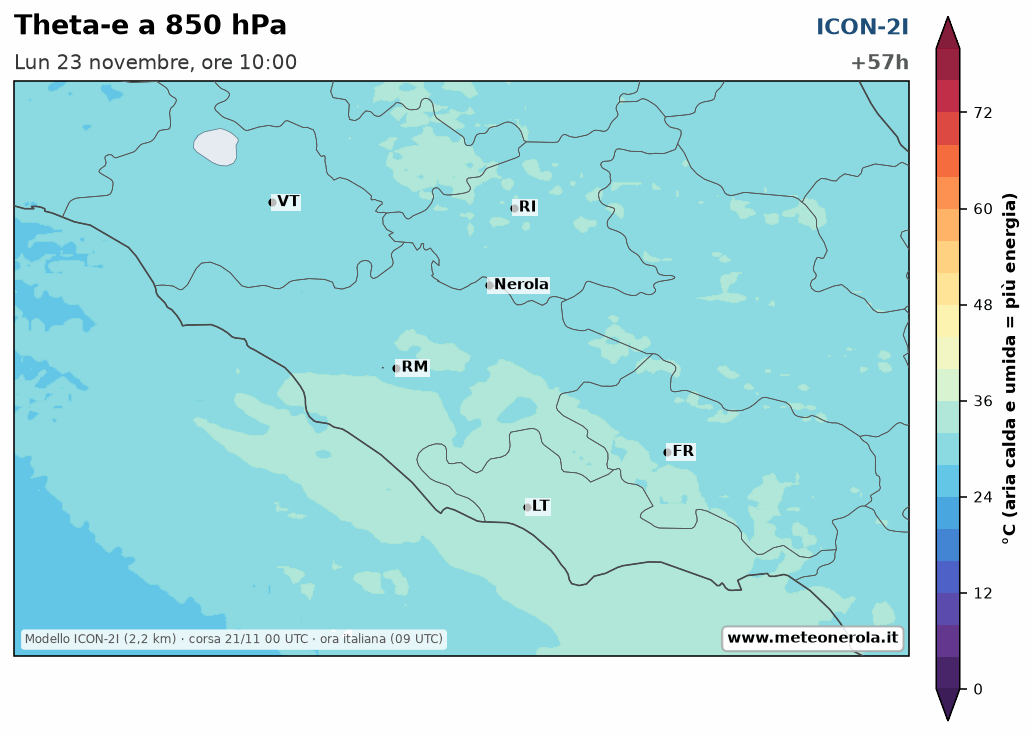 Theta-e a 850 hPa
ICON-2I
Lun 23 novembre, ore 10:00
+57h
VT
RI
Nerola
RM
FR
LT
Modello ICON-2I (2,2 km) · corsa 21/11 00 UTC · ora italiana (09 UTC)
www.meteonerola.it
72
60
48
36
24
12
0
°C (aria calda e umida = più energia)